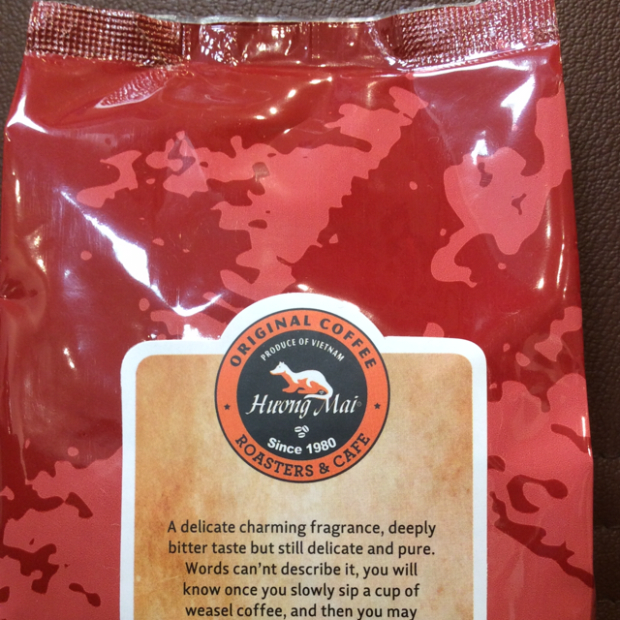 ORIGINAL COFFEE
PRODUCE OF VIETNAM
Hương Mai
Since 1980
ROASTERS & CAFE
A delicate charming fragrance, deeply
bitter taste but still delicate and pure.
Words can'nt describe it, you will
know once you slowly sip a cup of
weasel coffee, and then you may